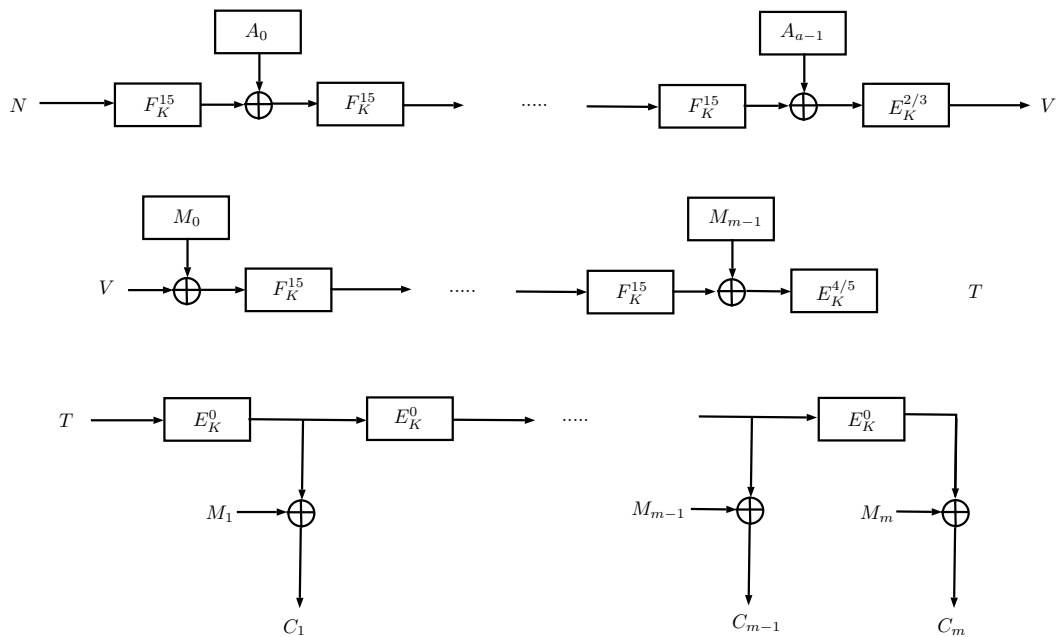 A_0 A_{a-1}
N F_K^{15} F_K^{15} ..... F_K^{15} E_K^{2/3} V
M_0 M_{m-1}
V F_K^{15} ..... F_K^{15} E_K^{4/5} T
T E_K^0 E_K^0 ..... E_K^0
M_1 M_{m-1} M_m
C_1 C_{m-1} C_m